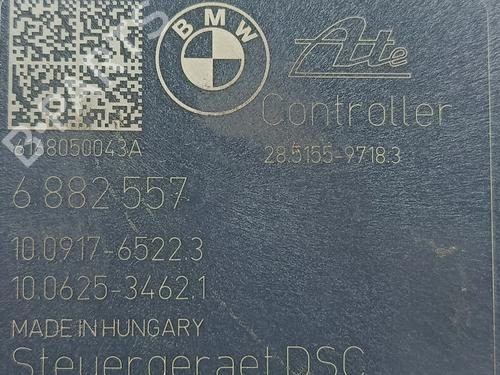 BMW
Ate
Controller
6168050043A
28.5155-9718.3
6 882 557
10.0917-6522.3
10.0625-3462.1
MADE IN HUNGARY
Steuergeraet DSC